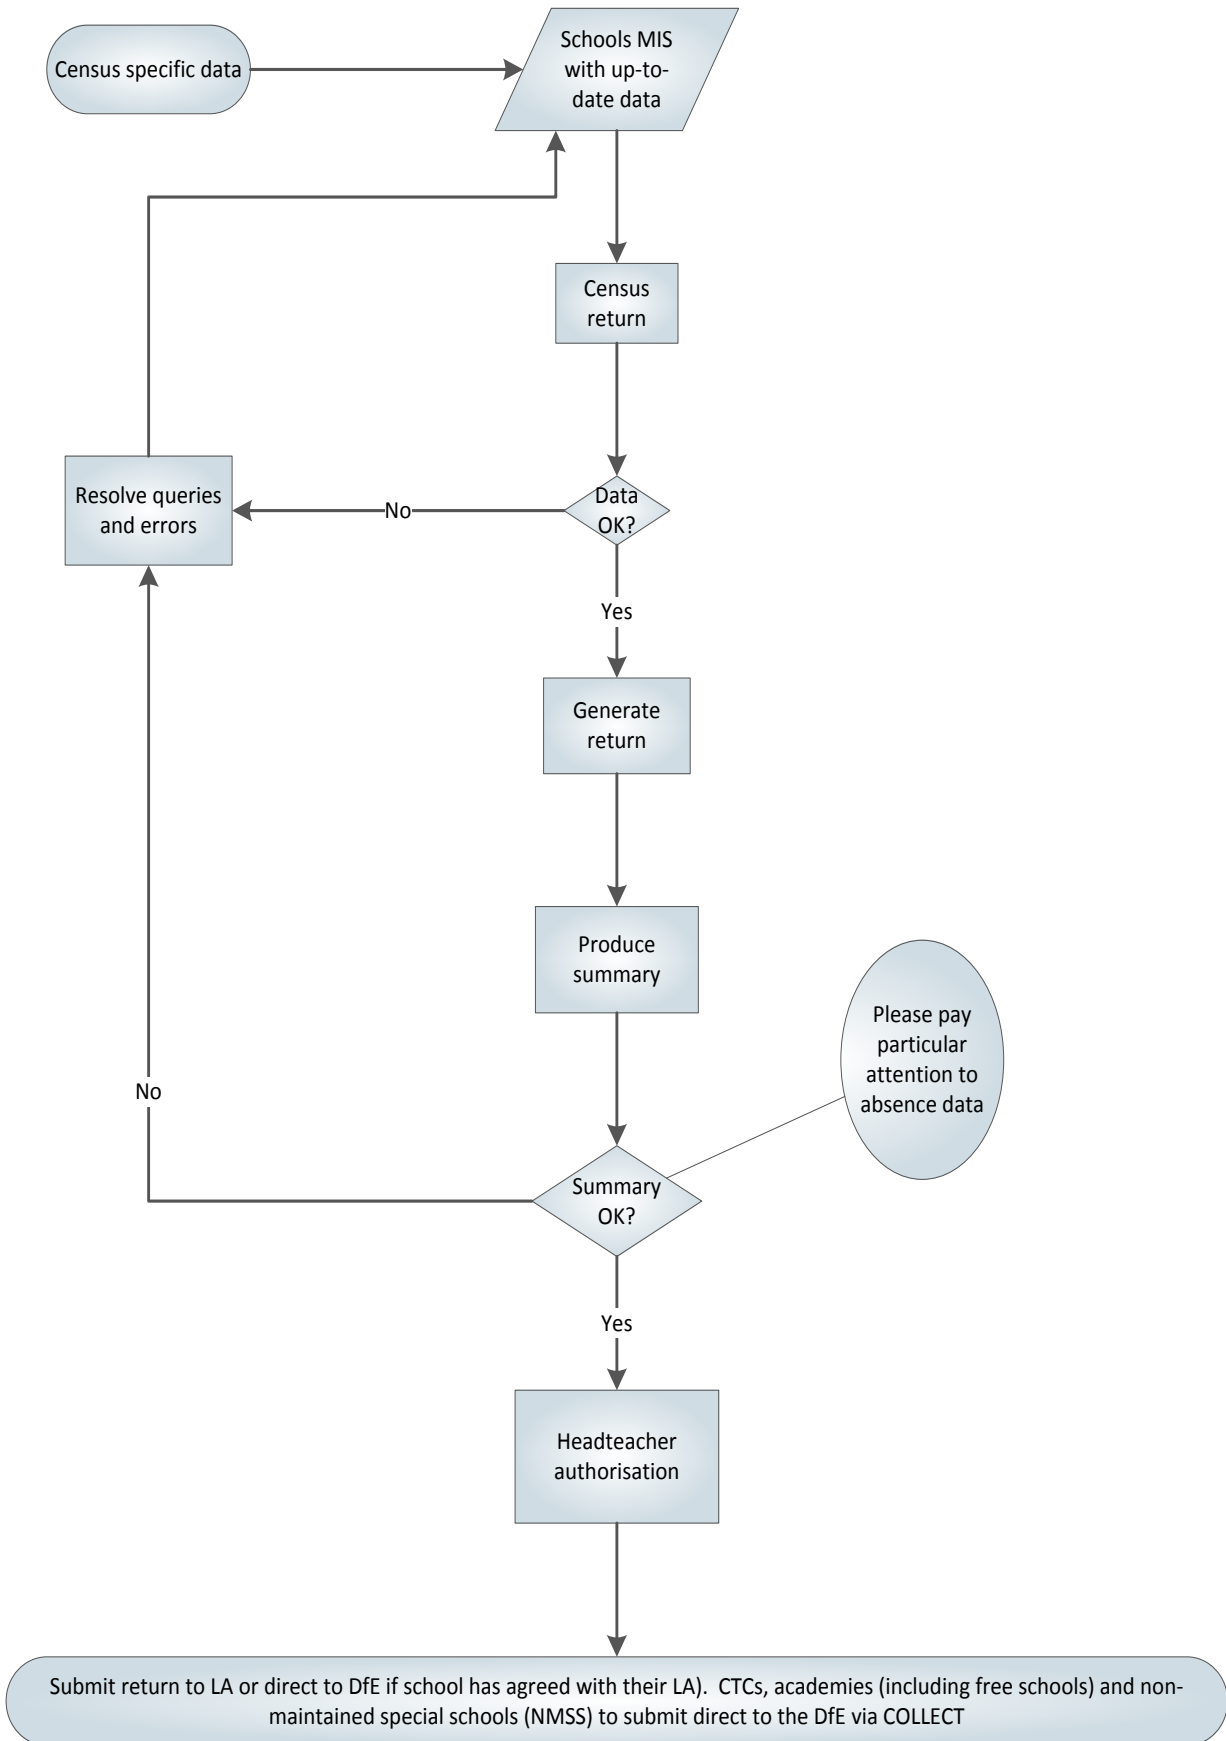 Census specific data
Schools MIS
with up-to-
date data
Census
return
Resolve queries
and errors
No
Data
OK?
Yes
Generate
return
Produce
summary
Please pay
particular
attention to
absence data
No
Summary
OK?
Yes
Headteacher
authorisation
Submit return to LA or direct to DfE if school has agreed with their LA). CTCs, academies (including free schools) and non-
maintained special schools (NMSS) to submit direct to the DfE via COLLECT